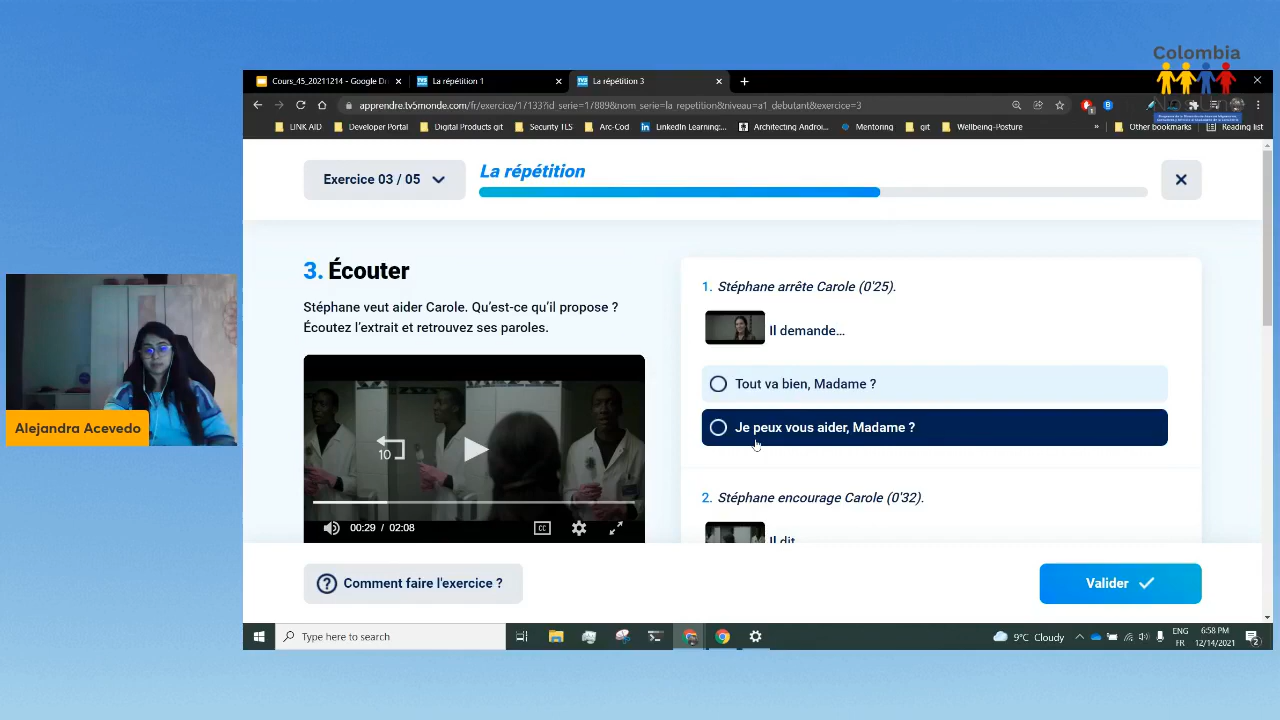 Colombia
Cours_45_20211214 - Google Dr
La répétition 1
La répétition 3
apprendre.tv5monde.com/fr/exercice/17133?id_serie=17889&nom_serie=la_repetition&niveau=a1_debutant&exercice=3
LINK AID
Developer Portal
Digital Products git
Security TLS
Arc-Cod
LinkedIn Learning:...
Architecting Androi...
Mentoring
git
Wellbeing-Posture
»
Other bookmarks
Reading list
Exercice 03 / 05
La répétition
3. Écouter
Stéphane veut aider Carole. Qu'est-ce qu'il propose ?
Écoutez l'extrait et retrouvez ses paroles.
10
00:29 / 02:08
CC
1. Stéphane arrête Carole (0'25).
Il demande...
Tout va bien, Madame ?
Je peux vous aider, Madame ?
2. Stéphane encourage Carole (0'32).
Il dit
Comment faire l'exercice ?
Valider
Alejandra Acevedo
Type here to search
9°C Cloudy
ENG
FR
6:58 PM
12/14/2021
2